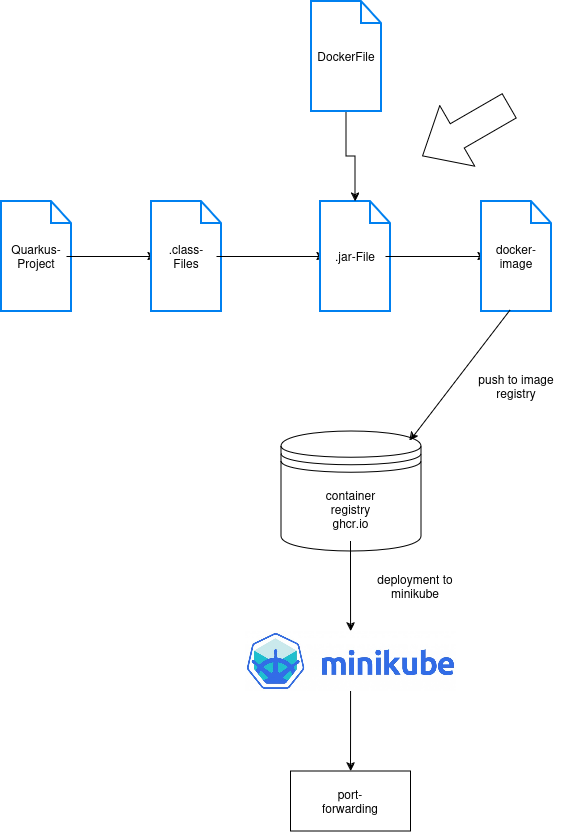 DockerFile
Quarkus-
Project
.class-
Files
.jar-File
docker-
image
push to image
registry
container
registry
ghcr.io
deployment to
minikube
minikube
port-
forwarding